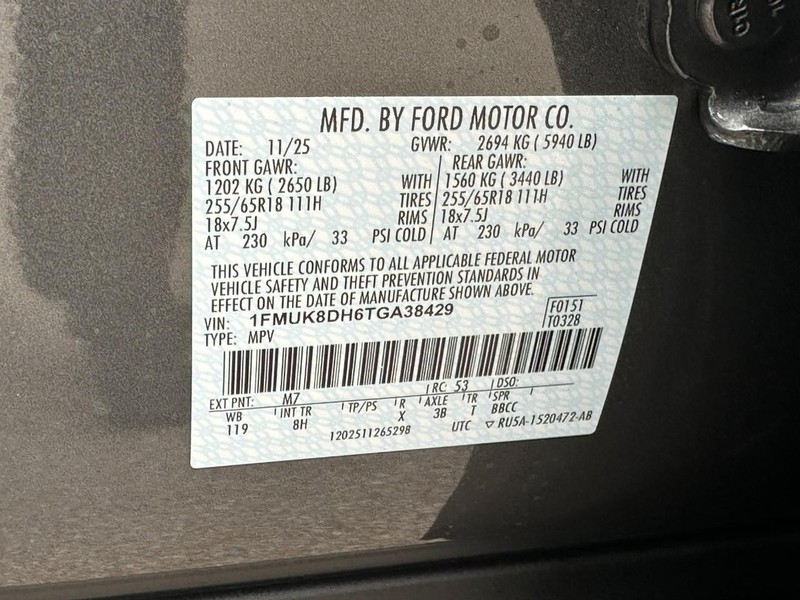 MFD. BY FORD MOTOR CO.
DATE: 11/25 GVWR: 2694 KG ( 5940 LB)
FRONT GAWR: REAR GAWR:
1202 KG ( 2650 LB) WITH 1560 KG ( 3440 LB) WITH
255/65R18 111H TIRES 255/65R18 111H TIRES
18x7.5J RIMS 18x7.5J RIMS
AT 230 kPa/ 33 PSI COLD AT 230 kPa/ 33 PSI COLD
THIS VEHICLE CONFORMS TO ALL APPLICABLE FEDERAL MOTOR
VEHICLE SAFETY AND THEFT PREVENTION STANDARDS IN
EFFECT ON THE DATE OF MANUFACTURE SHOWN ABOVE.
VIN: 1FMUK8DH6TGA38429 F0151
TYPE: MPV T0328
EXT PNT: M7 RC: 53 DSO:
WB INT TR TP/PS R AXLE TR SPR
119 8H X 3B T BBCC
1202511265298 UTC ▽ RU5A-1520472-AB